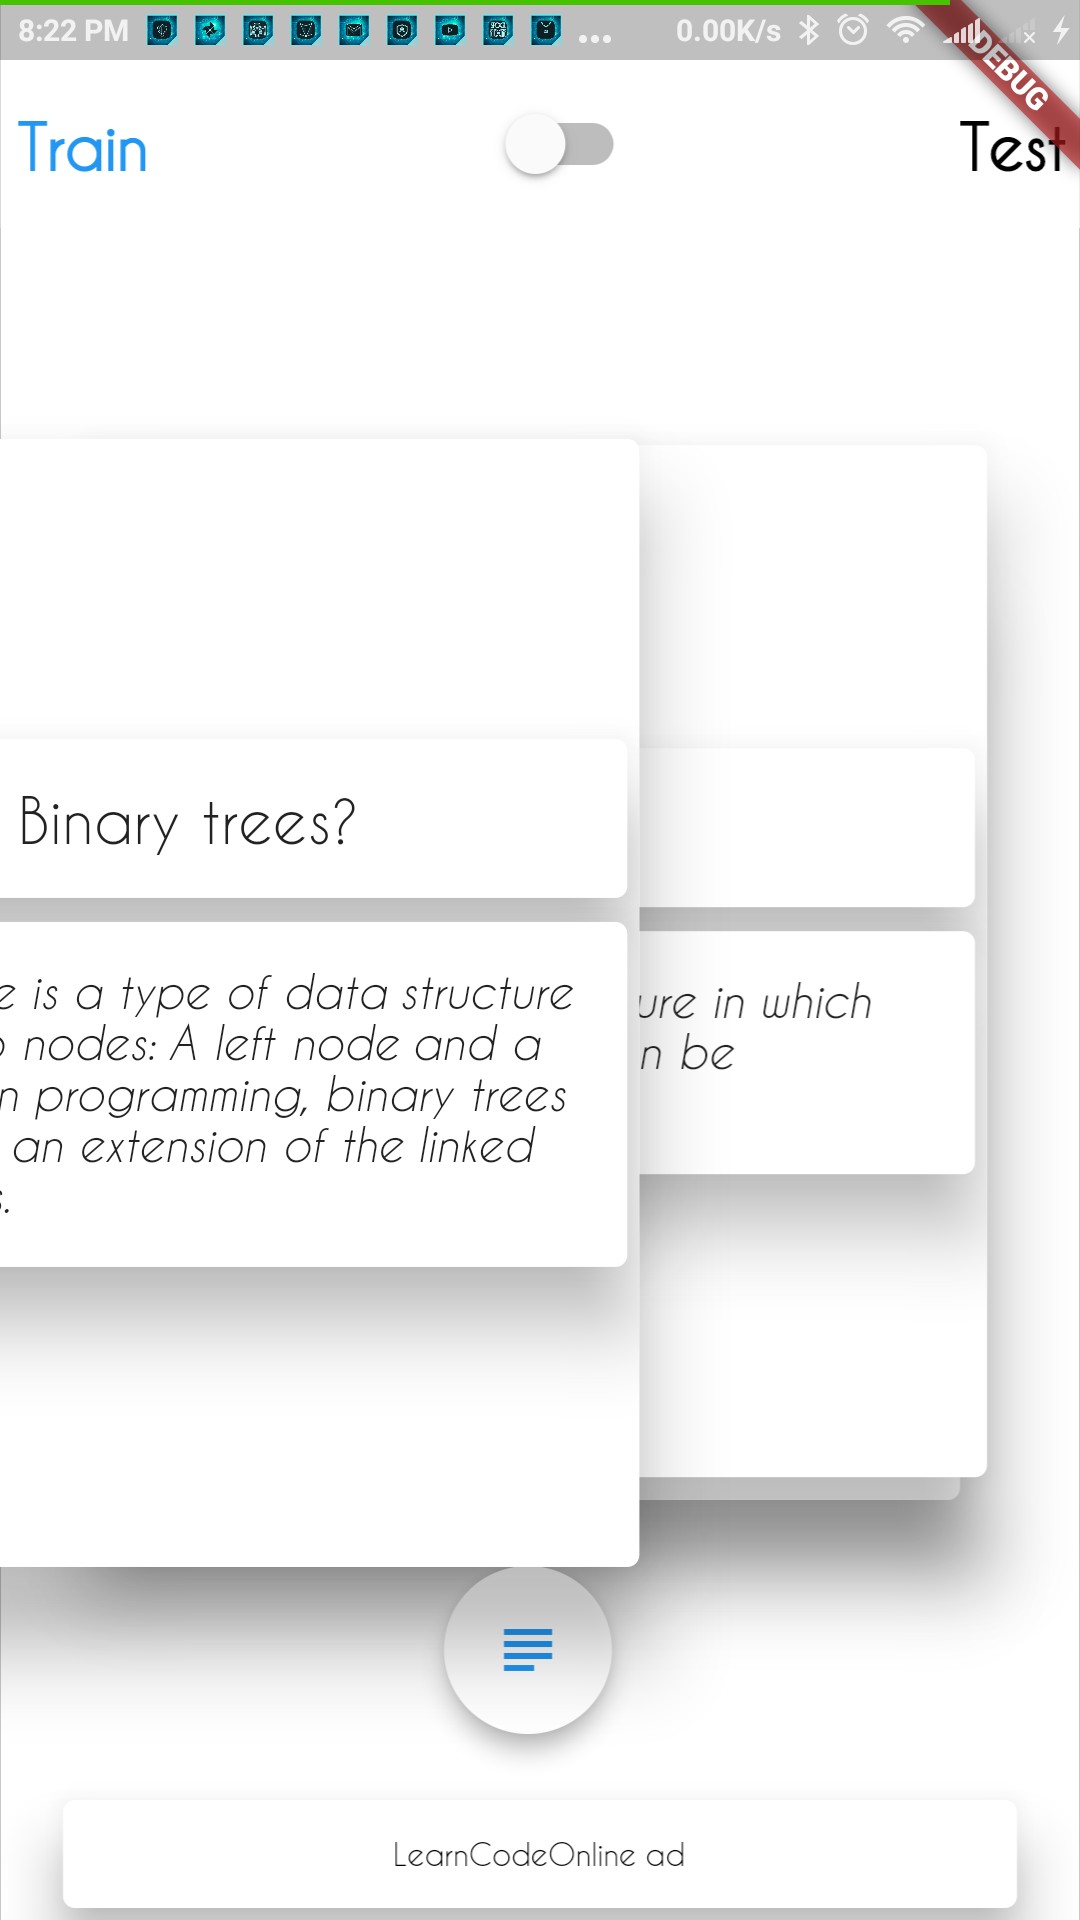 8:22 PM
0.00K/s
DEBUG
Train
Test
Binary trees?
e is a type of data structure
nodes: A left node and a
n programming, binary trees
an extension of the linked
s.
ure in which
n be
LearnCodeOnline ad